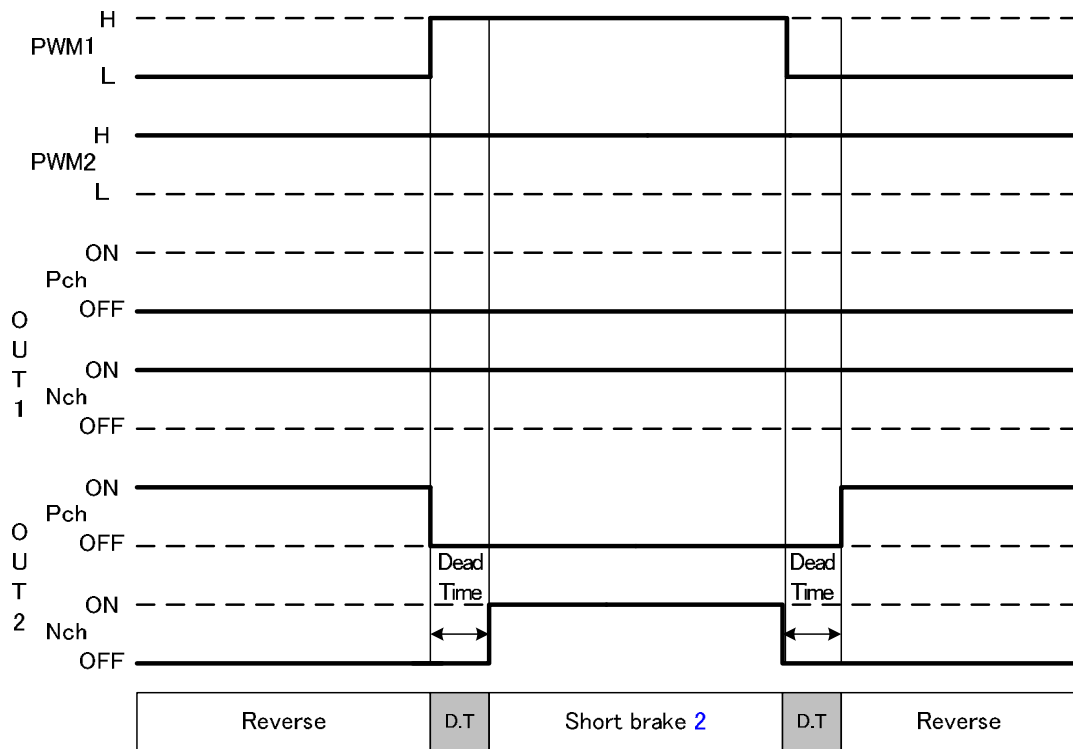 H
PWM1
L
H
PWM2
L
ON
Pch
OFF
O
U
T
1
ON
Nch
OFF
ON
Pch
OFF
O
U
T
2
Dead
Time
Dead
Time
ON
Nch
OFF
Reverse D.T Short brake 2 D.T Reverse